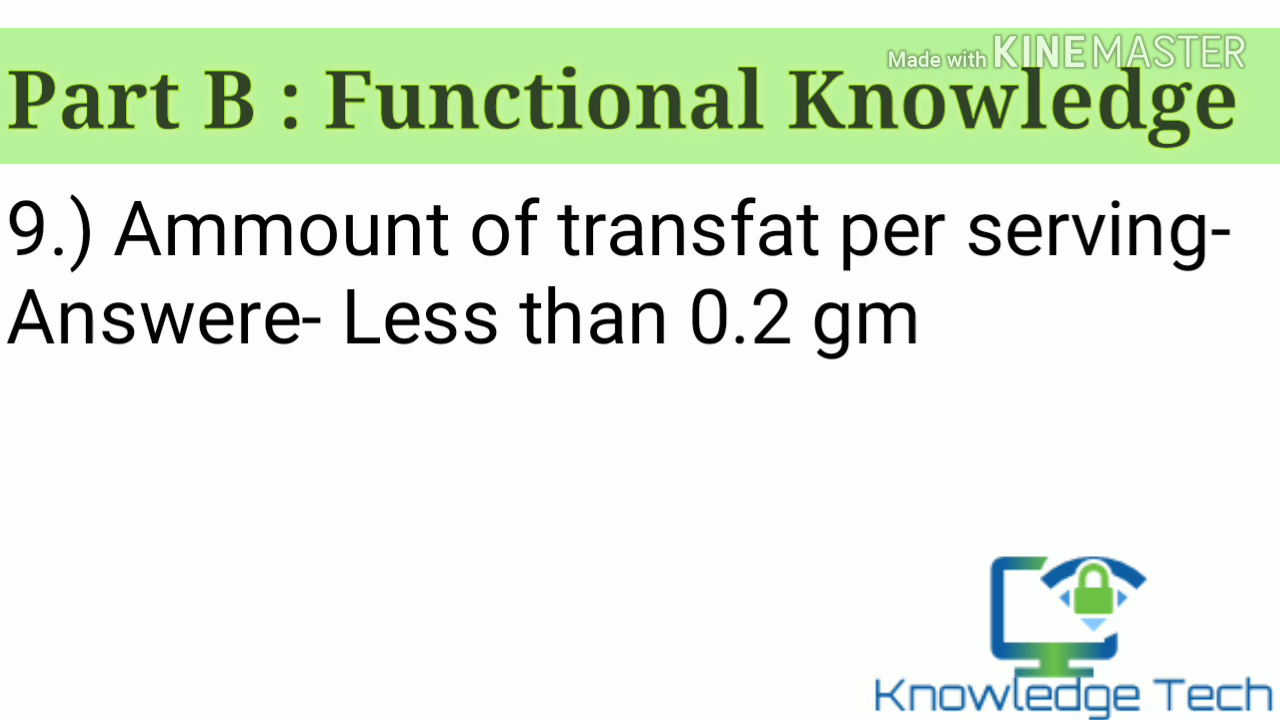 Made with KINEMASTER
Part B : Functional Knowledge
9.) Ammount of transfat per serving-
Answere- Less than 0.2 gm
Knowledge Tech